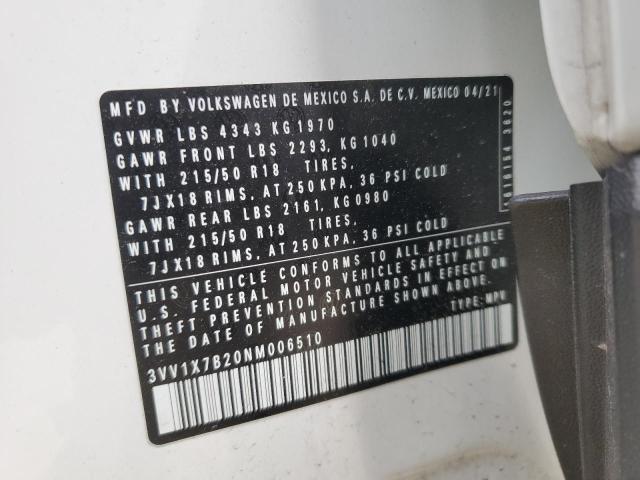 MFD BY VOLKSWAGEN DE MEXICO S.A. DE C.V. MEXICO 04/21
GVWR LBS 4343 KG 1970
GAWR FRONT LBS 2293, KG 1040
WITH 215/50 R18 TIRES,
7JX18 RIMS, AT 250 KPA, 36 PSI COLD
GAWR REAR LBS 2161, KG 0980
WITH 215/50 R18 TIRES,
7JX18 RIMS, AT 250 KPA, 36 PSI COLD
THIS VEHICLE CONFORMS TO ALL APPLICABLE
U.S. FEDERAL MOTOR VEHICLE SAFETY AND
THEFT PREVENTION STANDARDS IN EFFECT ON
THE DATE OF MANUFACTURE SHOWN ABOVE.
TYPE: MPV
3VV1X7B20NM006510
3620